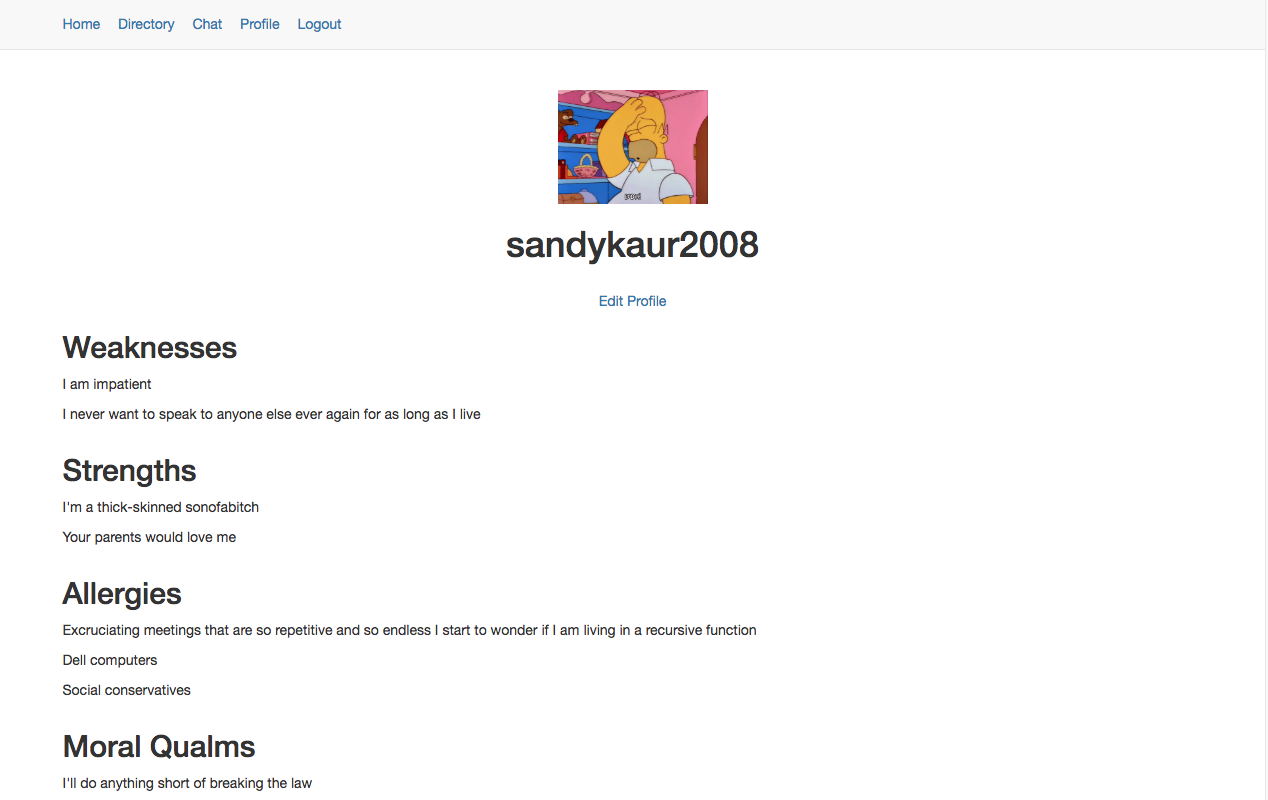 Home Directory Chat Profile Logout
sandykaur2008
Edit Profile
Weaknesses
I am impatient
I never want to speak to anyone else ever again for as long as I live
Strengths
I'm a thick-skinned sonofabitch
Your parents would love me
Allergies
Excruciating meetings that are so repetitive and so endless I start to wonder if I am living in a recursive function
Dell computers
Social conservatives
Moral Qualms
I'll do anything short of breaking the law